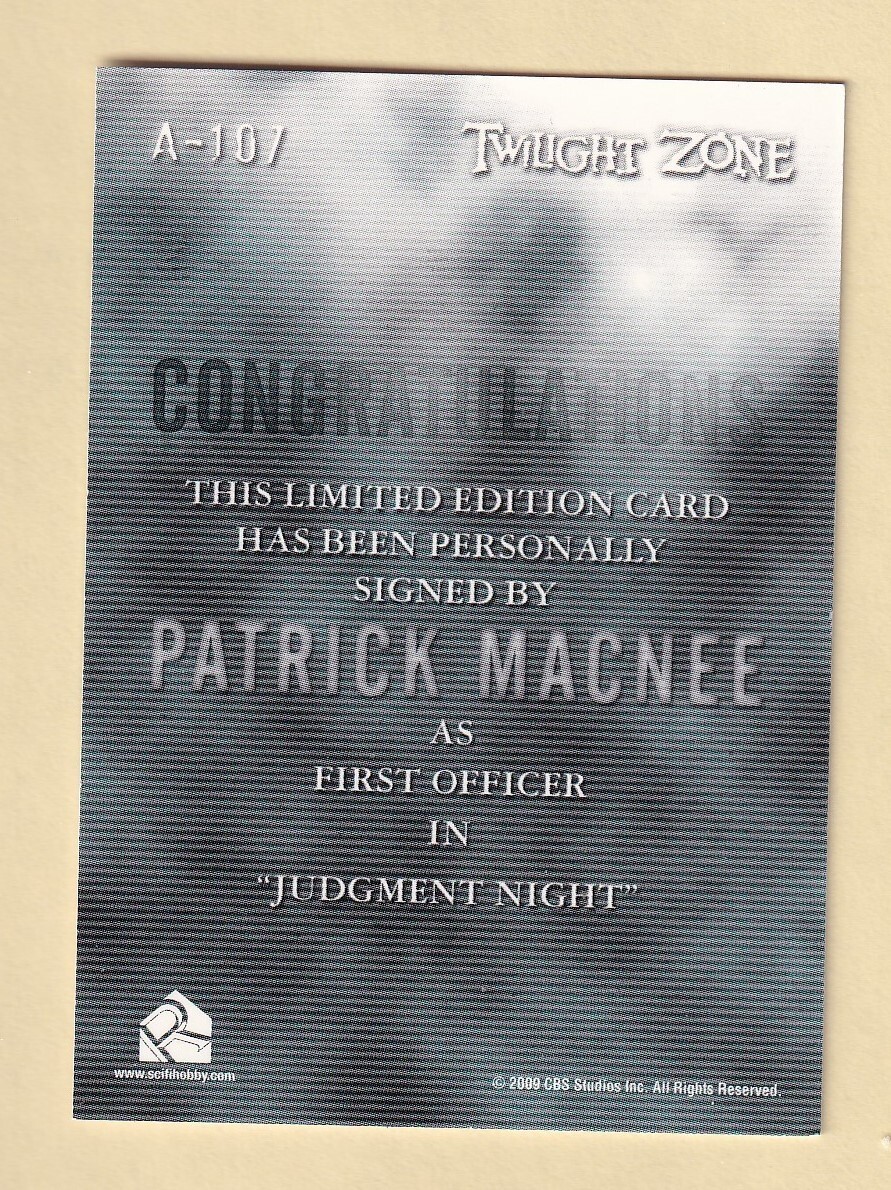 A-107
TWILIGHT ZONE
CONGRATULATIONS
THIS LIMITED EDITION CARD
HAS BEEN PERSONALLY
SIGNED BY
PATRICK MACNEE
AS
FIRST OFFICER
IN
“JUDGMENT NIGHT”
www.scifihobby.com
© 2009 CBS Studios Inc. All Rights Reserved.